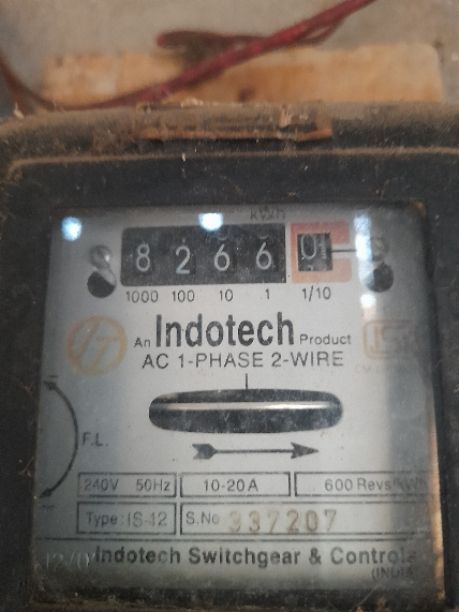 kWh
8 2 6 6 0
1000 100 10 1 1/10
An Indotech Product
AC 1-PHASE 2-WIRE
F.L.
240V 50Hz 10-20A 600 Revs/kWh
Type: IS-12 S.No 337207
Indotech Switchgear & Controls
(INDIA)